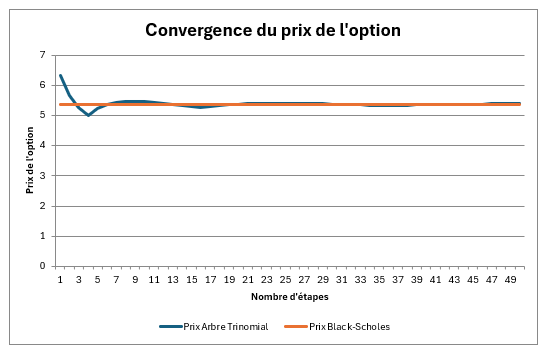 Convergence du prix de l'option
7
6
5
4
3
2
1
0
Prix de l'option
1 3 5 7 9 11 13 15 17 19 21 23 25 27 29 31 33 35 37 39 41 43 45 47 49
Nombre d'étapes
Prix Arbre Trinomial Prix Black-Scholes